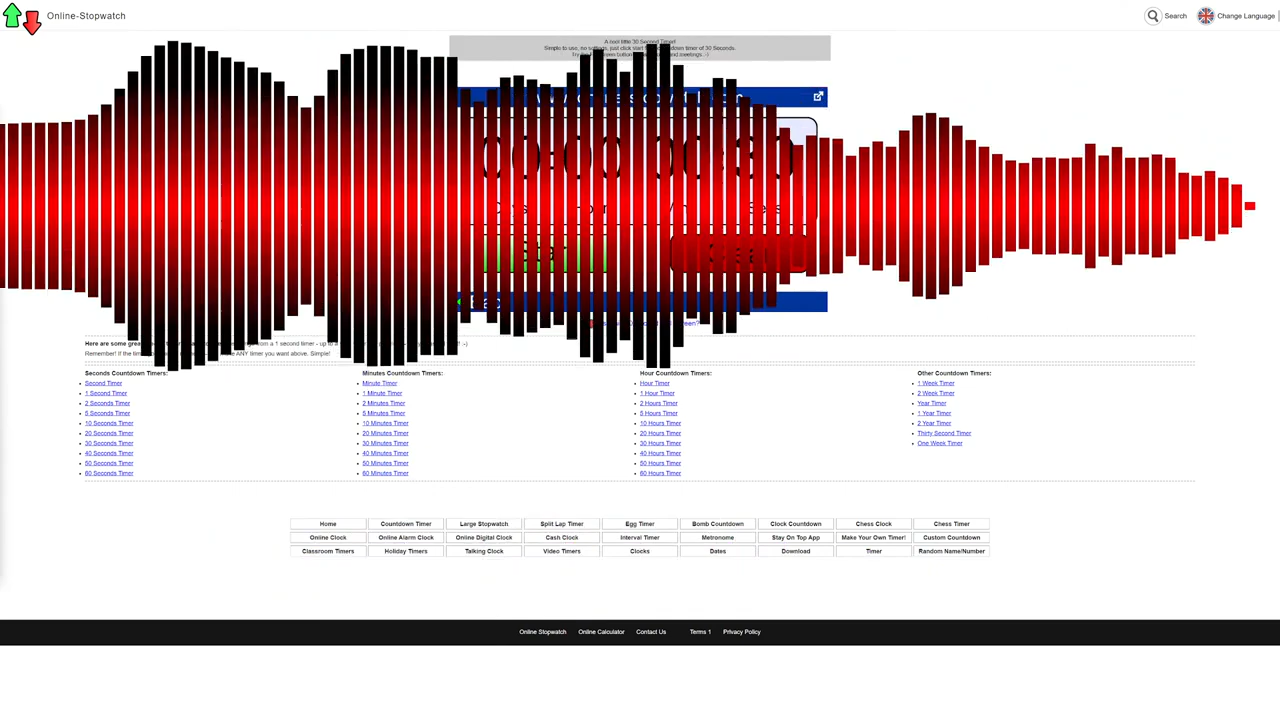 Online-Stopwatch
Search
Change Language
A cool little 30 Second Timer!
Simple to use, no settings, just click start for a countdown timer of 30 Seconds.
Here are some great
from a 1 second timer - up to a
:-)
Remember! If the
ANY timer you want above. Simple!
Seconds Countdown Timers:
Second Timer
1 Second Timer
2 Seconds Timer
5 Seconds Timer
10 Seconds Timer
20 Seconds Timer
30 Seconds Timer
40 Seconds Timer
50 Seconds Timer
60 Seconds Timer
Minutes Countdown Timers:
Minute Timer
1 Minute Timer
2 Minutes Timer
5 Minutes Timer
10 Minutes Timer
20 Minutes Timer
30 Minutes Timer
40 Minutes Timer
50 Minutes Timer
60 Minutes Timer
Hour Countdown Timers:
Hour Timer
1 Hour Timer
2 Hours Timer
5 Hours Timer
10 Hours Timer
20 Hours Timer
30 Hours Timer
40 Hours Timer
50 Hours Timer
60 Hours Timer
Other Countdown Timers:
1 Week Timer
2 Week Timer
Year Timer
1 Year Timer
2 Year Timer
Thirty Second Timer
One Week Timer
Home Countdown Timer Large Stopwatch Split Lap Timer Egg Timer Bomb Countdown Clock Countdown Chess Clock Chess Timer
Online Clock Online Alarm Clock Online Digital Clock Cash Clock Interval Timer Metronome Stay On Top App Make Your Own Timer! Custom Countdown
Classroom Timers Holiday Timers Talking Clock Video Timers Clocks Dates Download Timer Random Name/Number
Online Stopwatch Online Calculator Contact Us Terms 1 Privacy Policy